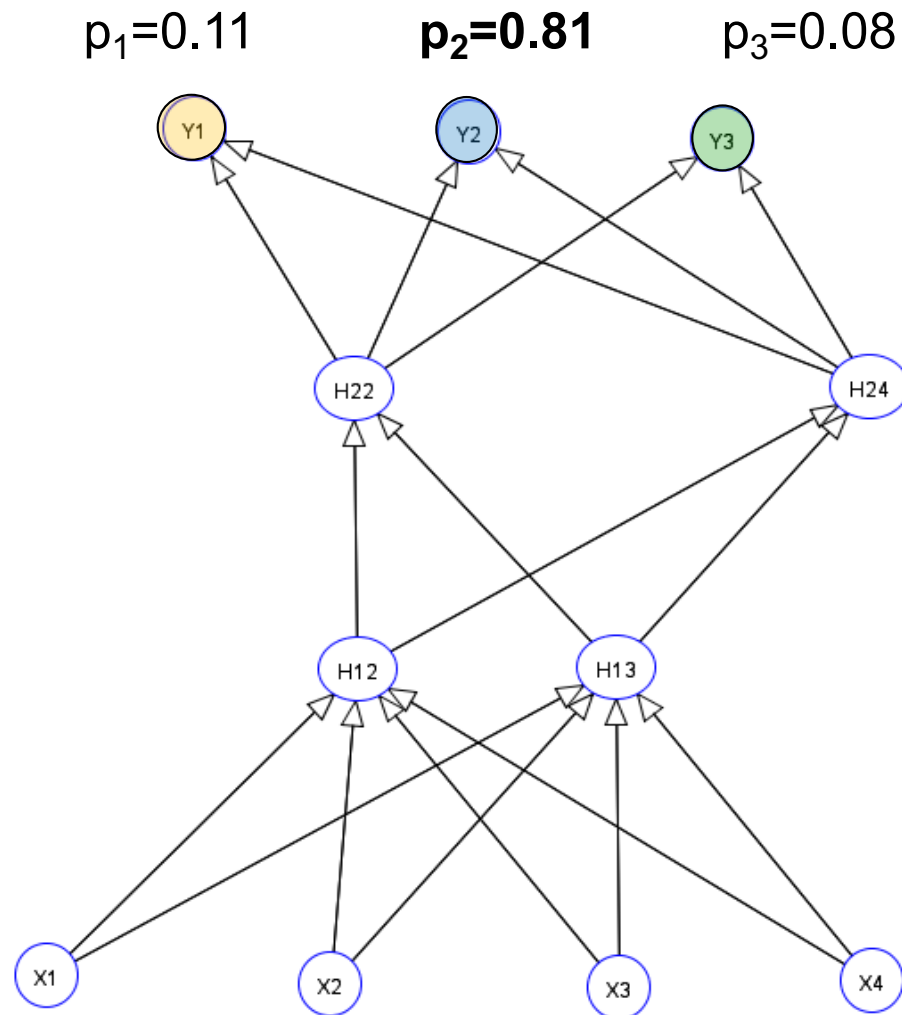 p₁=0.11 p₂=0.81 p₃=0.08
Y1 Y2 Y3
H22 H24
H12 H13
X1 X2 X3 X4